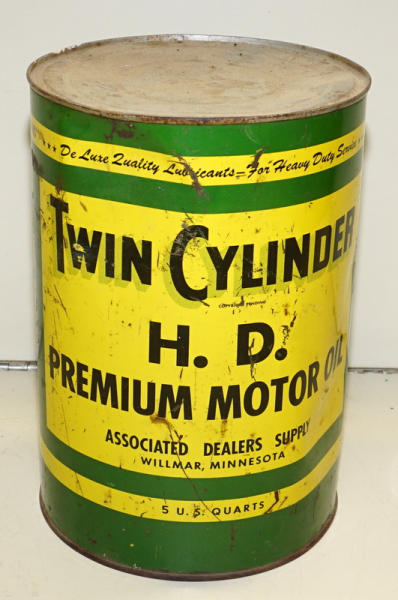 De Luxe Quality Lubricants - For Heavy Duty Service
TWIN CYLINDER
H. D.
PREMIUM MOTOR OIL
ASSOCIATED DEALERS SUPPLY
WILLMAR, MINNESOTA
5 U.S. QUARTS